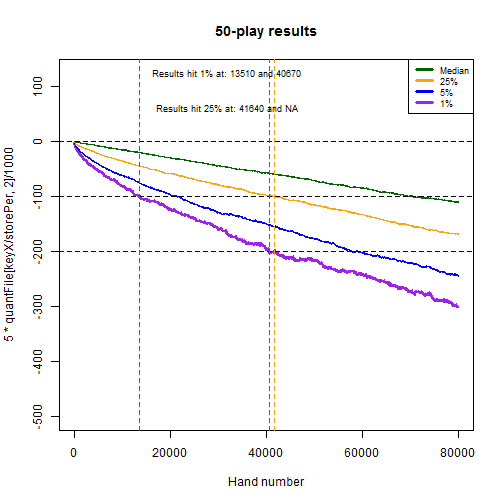 50-play results
Results hit 1% at: 13510 and 40670
Results hit 25% at: 41640 and NA
Median
25%
5%
1%
5 * quantFile[keyX/storePer, 2]/1000
100
0
-100
-200
-300
-400
-500
0
20000
40000
60000
80000
Hand number